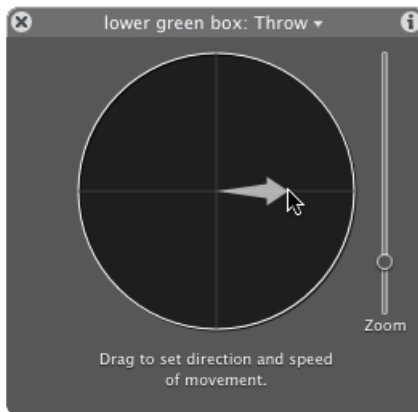 lower green box: Throw
Zoom
Drag to set direction and speed
of movement.